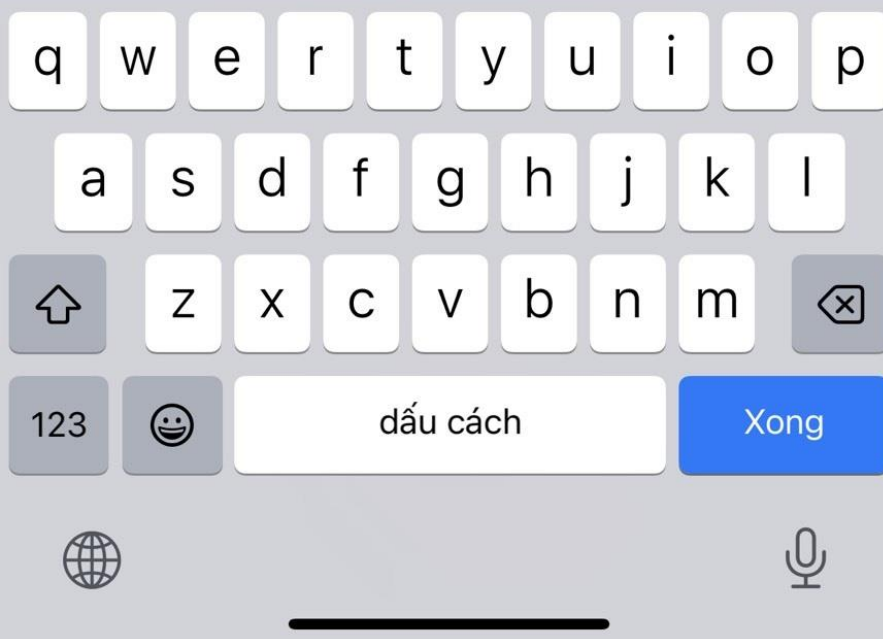 q w e r t y u i o p
a s d f g h j k l
z x c v b n m
123 dấu cách Xong